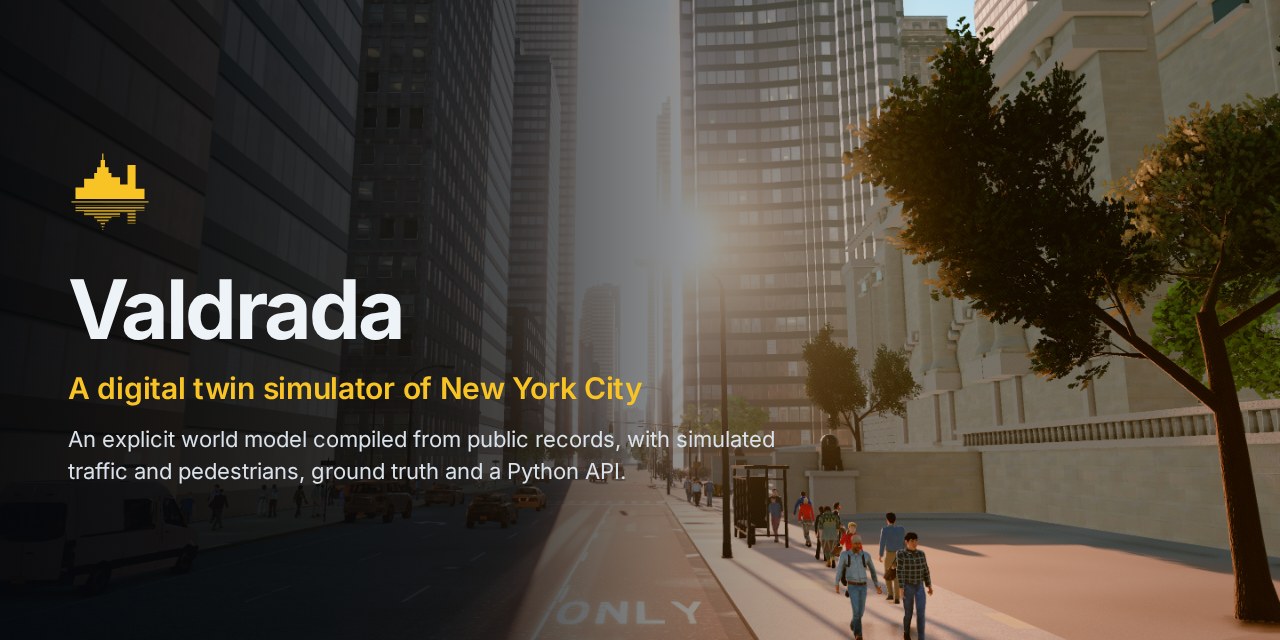 Valdrada
A digital twin simulator of New York City
An explicit world model compiled from public records, with simulated
traffic and pedestrians, ground truth and a Python API.
ONLY